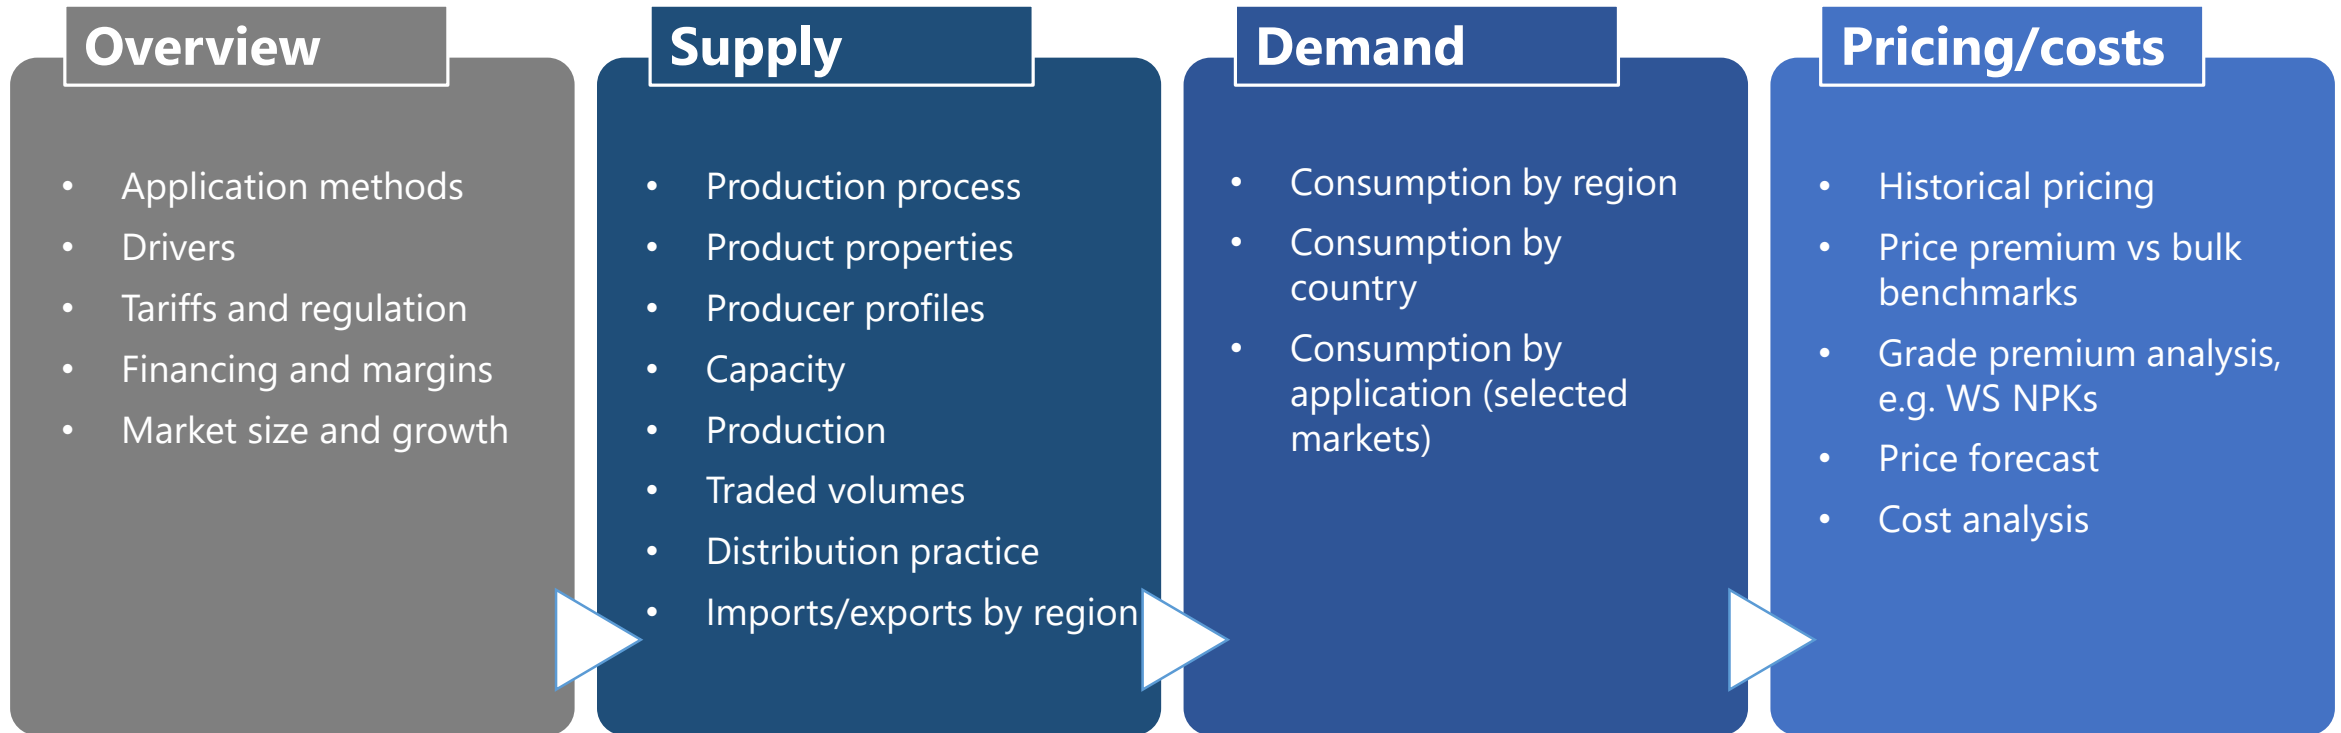 Overview
• Application methods
• Drivers
• Tariffs and regulation
• Financing and margins
• Market size and growth
Supply
• Production process
• Product properties
• Producer profiles
• Capacity
• Production
• Traded volumes
• Distribution practice
• Imports/exports by region
Demand
• Consumption by region
• Consumption by
country
• Consumption by
application (selected
markets)
Pricing/costs
• Historical pricing
• Price premium vs bulk
benchmarks
• Grade premium analysis,
e.g. WS NPKs
• Price forecast
• Cost analysis